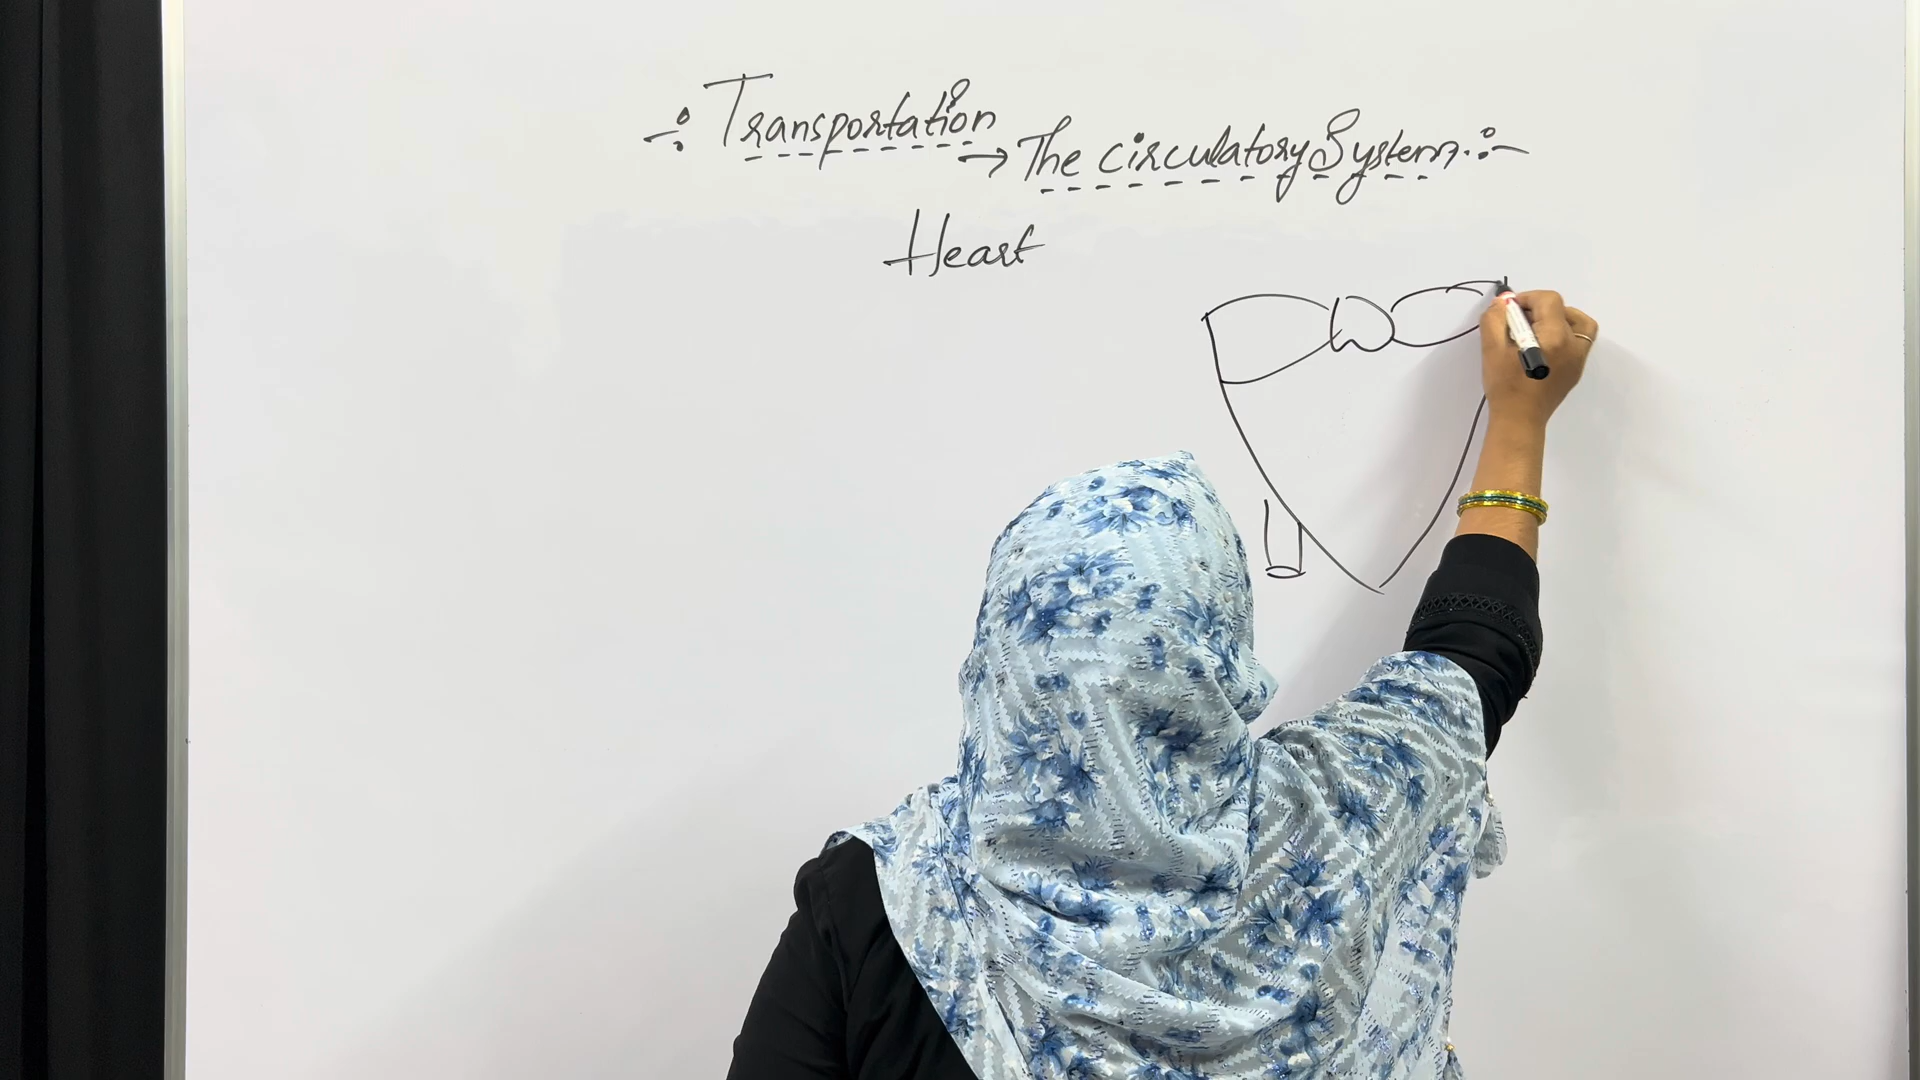 -: Transportation
→ The circulatory System :-
Heart